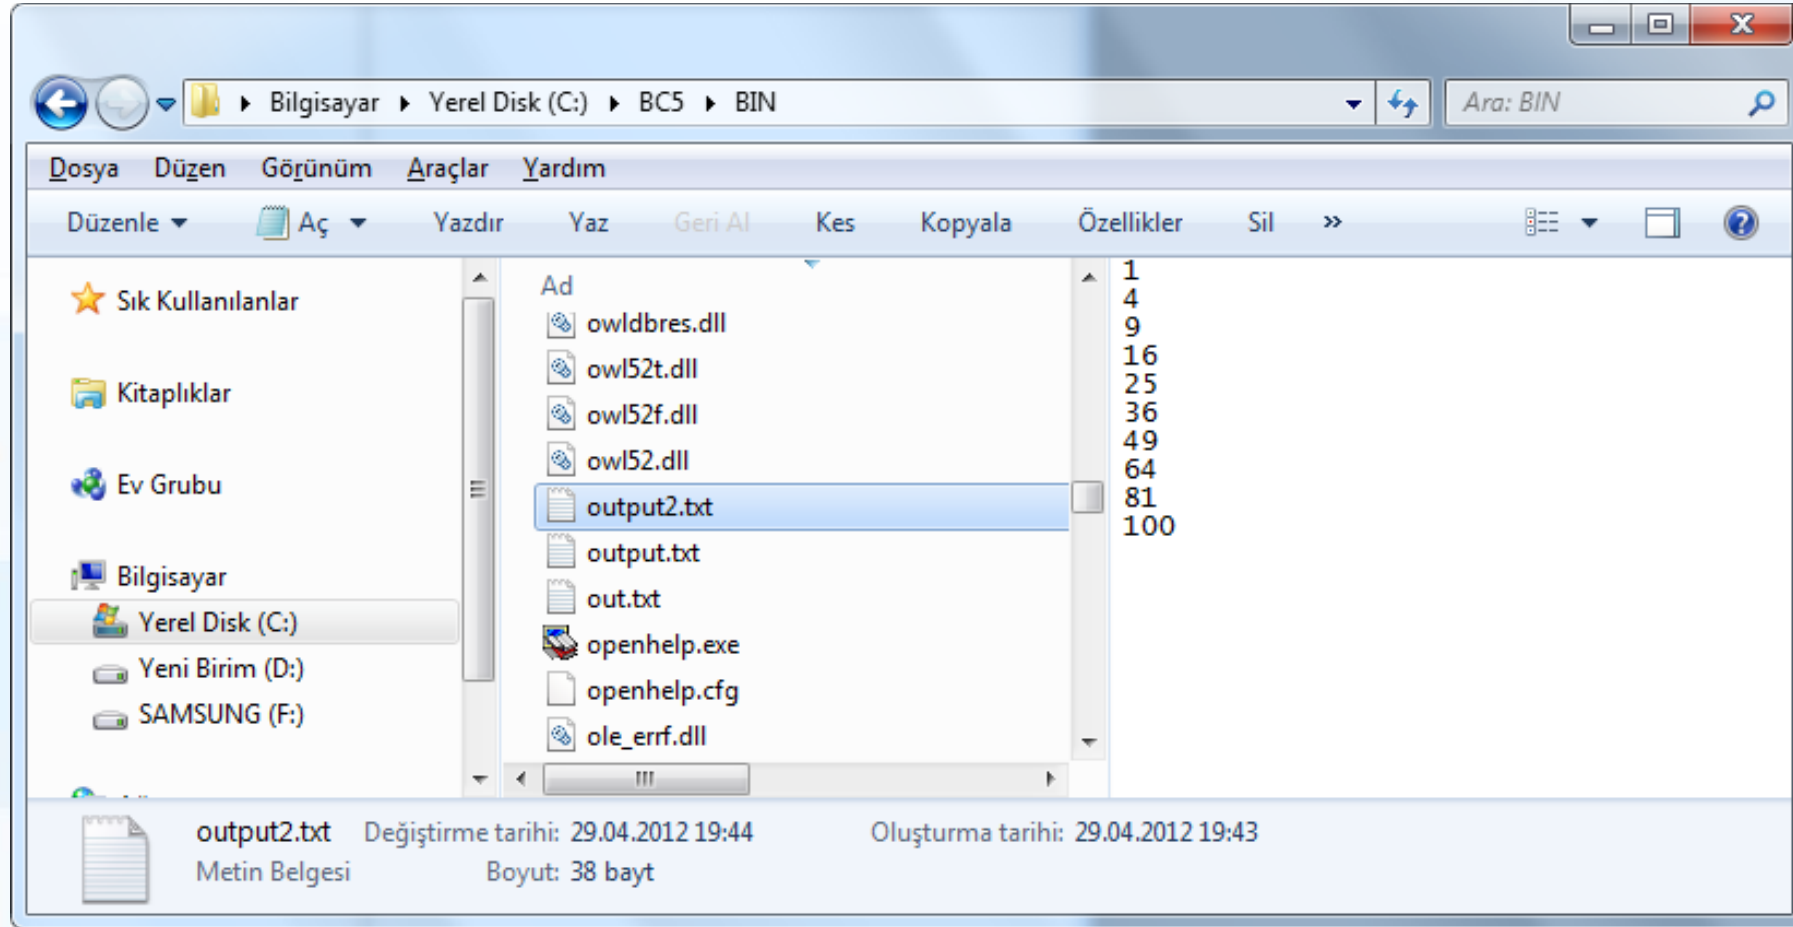 Bilgisayar Yerel Disk (C:) BC5 BIN
Ara: BIN
Dosya Düzen Görünüm Araçlar Yardım
Düzenle Aç Yazdır Yaz Geri Al Kes Kopyala Özellikler Sil »
Sık Kullanılanlar
Kitaplıklar
Ev Grubu
Bilgisayar
Yerel Disk (C:)
Yeni Birim (D:)
SAMSUNG (F:)
Ad
owldbres.dll
owl52t.dll
owl52f.dll
owl52.dll
output2.txt
output.txt
out.txt
openhelp.exe
openhelp.cfg
ole_errf.dll
1
4
9
16
25
36
49
64
81
100
output2.txt Değiştirme tarihi: 29.04.2012 19:44 Oluşturma tarihi: 29.04.2012 19:43
Metin Belgesi Boyut: 38 bayt